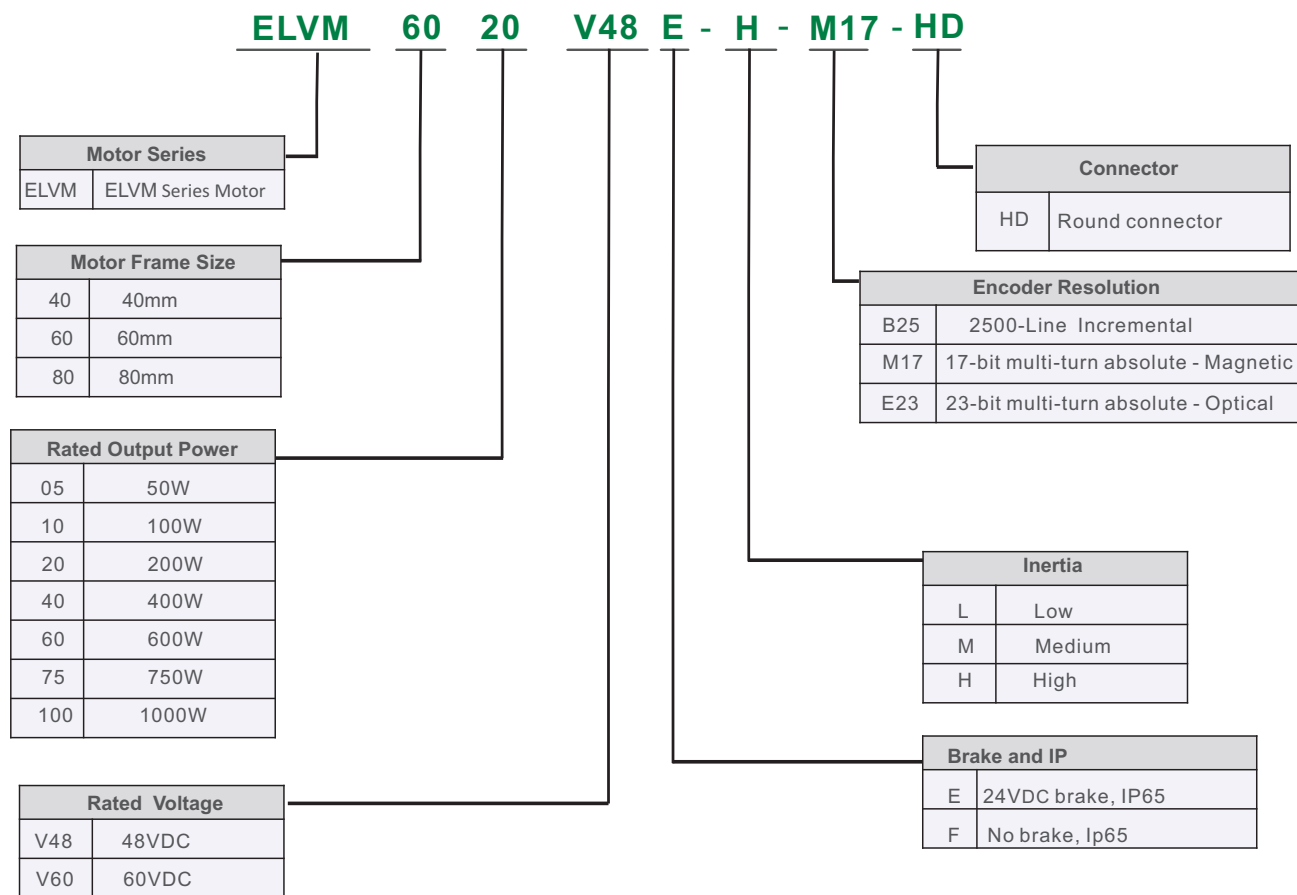 ELVM 60 20 V48 E - H - M17 - HD
Motor Series
ELVM ELVM Series Motor
Motor Frame Size
40 40mm
60 60mm
80 80mm
Rated Output Power
05 50W
10 100W
20 200W
40 400W
60 600W
75 750W
100 1000W
Rated Voltage
V48 48VDC
V60 60VDC
Connector
HD Round connector
Encoder Resolution
B25 2500-Line Incremental
M17 17-bit multi-turn absolute - Magnetic
E23 23-bit multi-turn absolute - Optical
Inertia
L Low
M Medium
H High
Brake and IP
E 24VDC brake, IP65
F No brake, Ip65